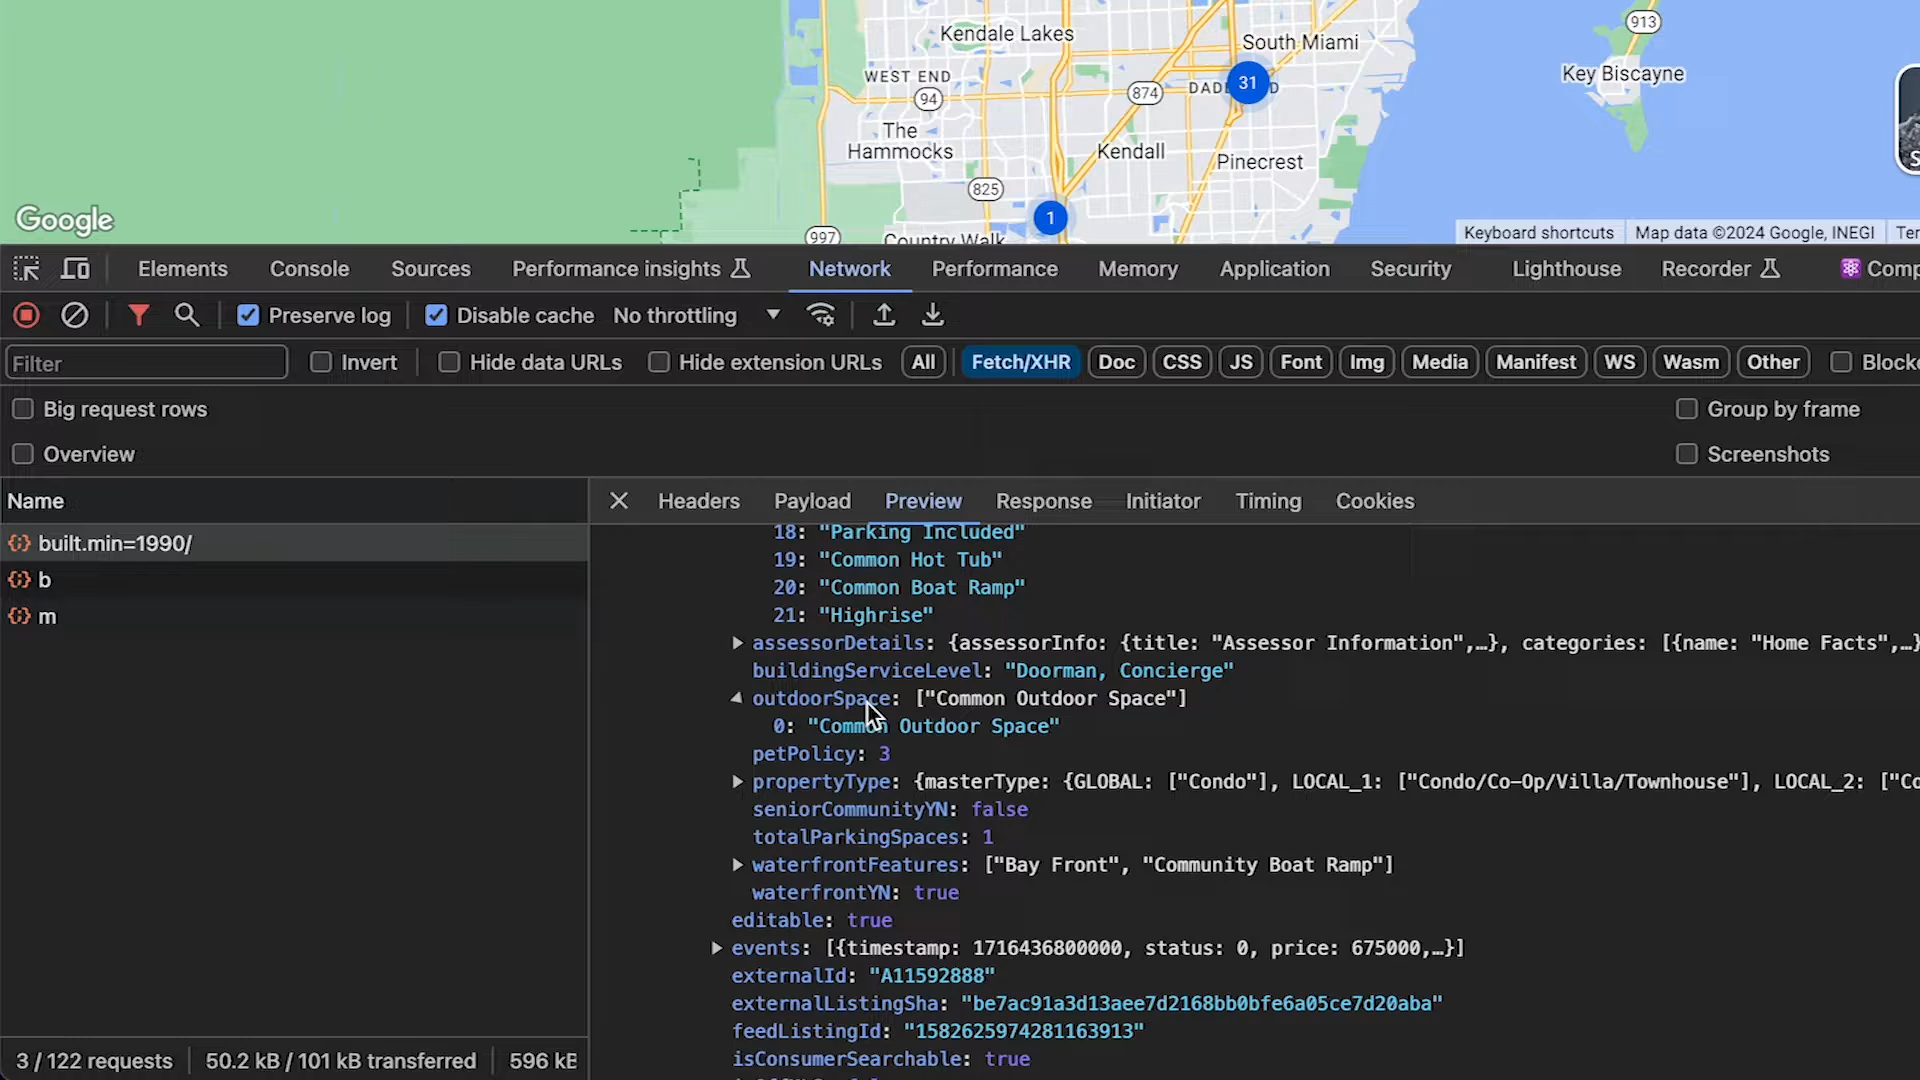 913
Kendale Lakes
South Miami
WEST END
Key Biscayne
31
94
874
The
Hammocks
Kendall
Pinecrest
825
Google
1
997
Country Walk
Keyboard shortcuts
Map data ©2024 Google, INEGI
Elements
Console
Sources
Performance insights
Network
Performance
Memory
Application
Security
Lighthouse
Recorder
Preserve log
Disable cache
No throttling
Filter
Invert
Hide data URLs
Hide extension URLs
All
Fetch/XHR
Doc
CSS
JS
Font
Img
Media
Manifest
WS
Wasm
Other
Big request rows
Group by frame
Overview
Screenshots
Name
Headers
Payload
Preview
Response
Initiator
Timing
Cookies
built.min=1990/
b
m
18: "Parking Included"
19: "Common Hot Tub"
20: "Common Boat Ramp"
21: "Highrise"
assessorDetails: {assessorInfo: {title: "Assessor Information",…}, categories: [{name: "Home Facts",…}
buildingServiceLevel: "Doorman, Concierge"
outdoorSpace: ["Common Outdoor Space"]
0: "Common Outdoor Space"
petPolicy: 3
propertyType: {masterType: {GLOBAL: ["Condo"], LOCAL_1: ["Condo/Co-Op/Villa/Townhouse"], LOCAL_2: ["Co
seniorCommunityYN: false
totalParkingSpaces: 1
waterfrontFeatures: ["Bay Front", "Community Boat Ramp"]
waterfrontYN: true
editable: true
events: [{timestamp: 1716436800000, status: 0, price: 675000,…}]
externalId: "A11592888"
externalListingSha: "be7ac91a3d13aee7d2168bb0bfe6a05ce7d20aba"
feedListingId: "1582625974281163913"
isConsumerSearchable: true
3 / 122 requests
50.2 kB / 101 kB transferred
596 kB